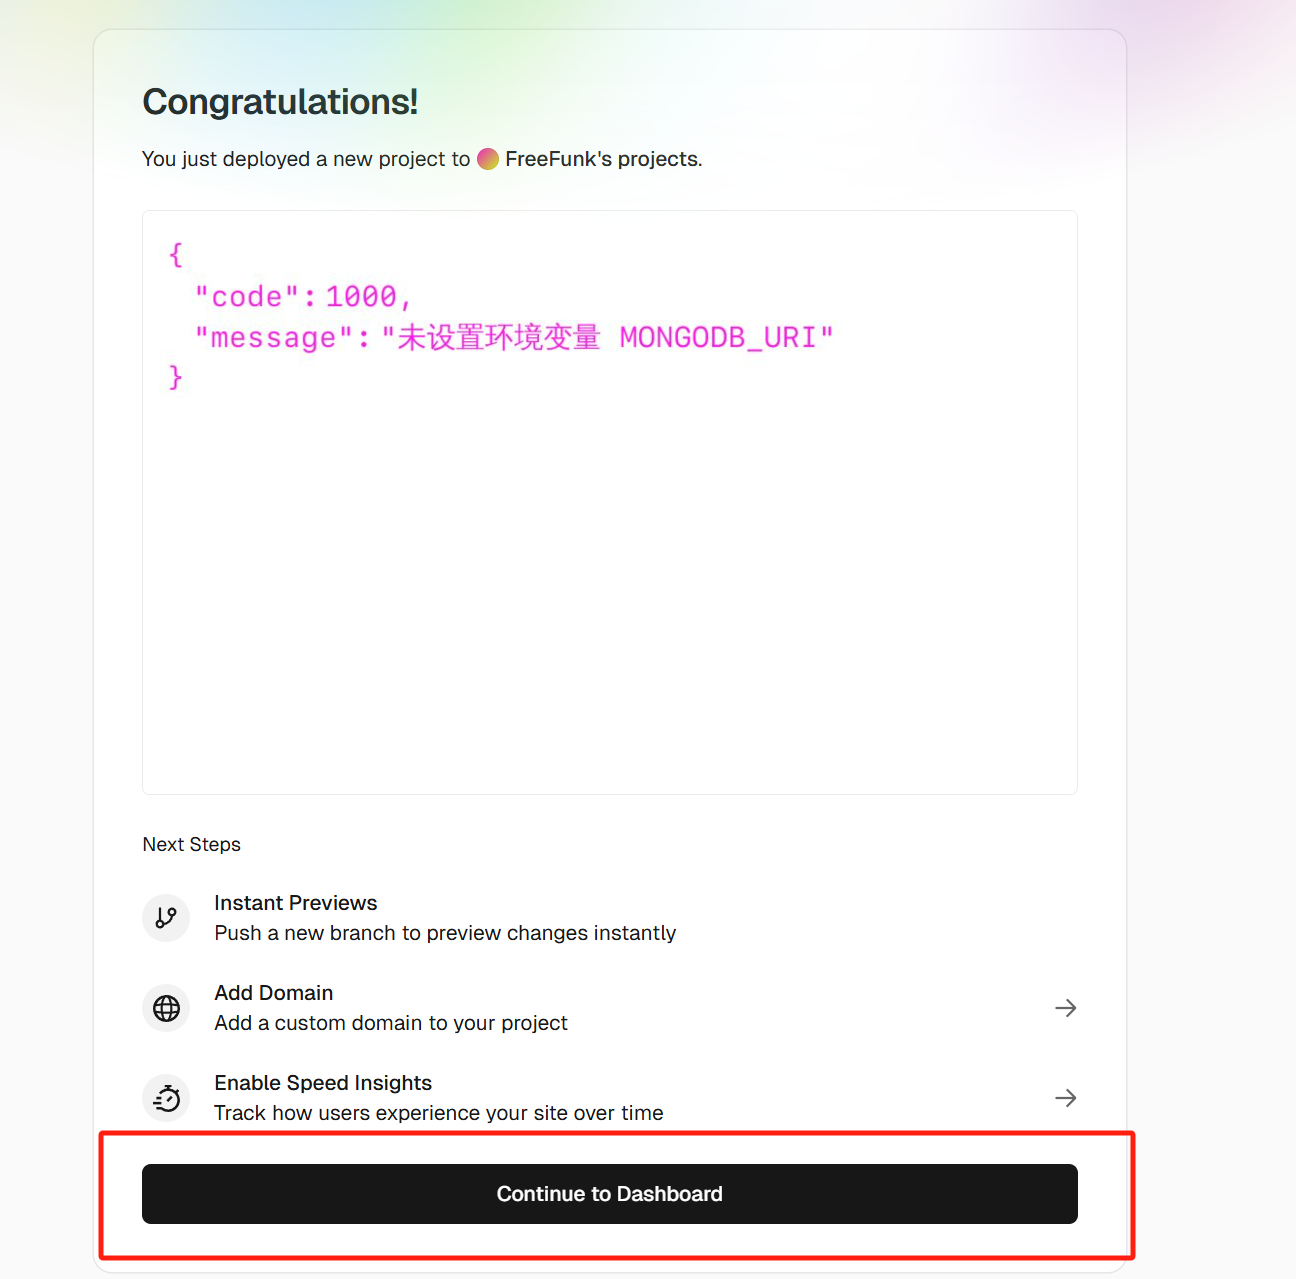 Congratulations!
You just deployed a new project to FreeFunk's projects.
{
"code": 1000,
"message": "未设置环境变量 MONGODB_URI"
}
Next Steps
Instant Previews
Push a new branch to preview changes instantly
Add Domain
Add a custom domain to your project
Enable Speed Insights
Track how users experience your site over time
Continue to Dashboard